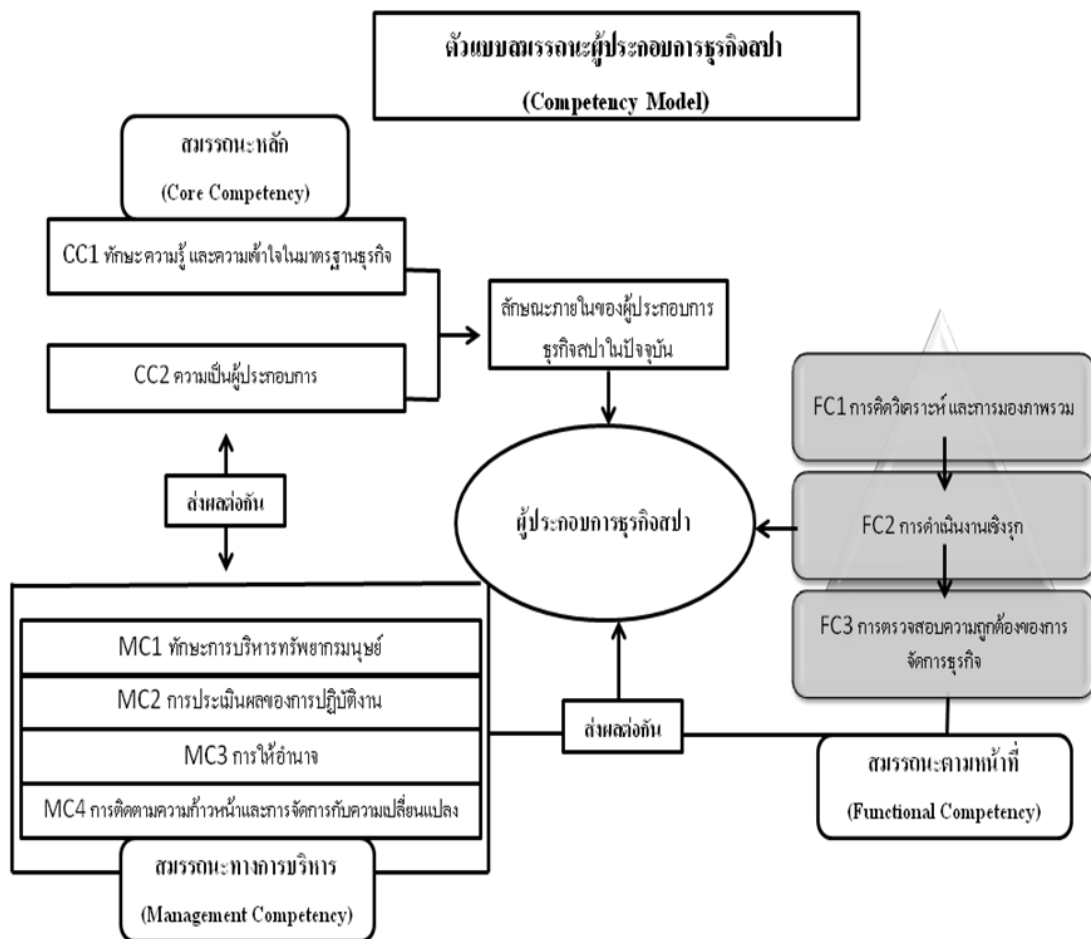 ตัวแบบสมรรถนะผู้ประกอบการธุรกิจสปา
(Competency Model)
สมรรถนะหลัก
(Core Competency)
CC1 ทักษะความรู้ และความเข้าใจในมาตรฐานธุรกิจ
CC2 ความเป็นผู้ประกอบการ
ลักษณะภายในของผู้ประกอบการ
ธุรกิจสปาในปัจจุบัน
ส่งผลต่อกัน
ผู้ประกอบการธุรกิจสปา
FC1 การคิดวิเคราะห์ และการมองภาพรวม
FC2 การดำเนินงานเชิงรุก
FC3 การตรวจสอบความถูกต้องของการ
จัดการธุรกิจ
MC1 ทักษะการบริหารทรัพยากรมนุษย์
MC2 การประเมินผลของการปฏิบัติงาน
MC3 การให้อำนาจ
MC4 การติดตามความก้าวหน้าและการจัดการกับความเปลี่ยนแปลง
ส่งผลต่อกัน
สมรรถนะตามหน้าที่
(Functional Competency)
สมรรถนะทางการบริหาร
(Management Competency)